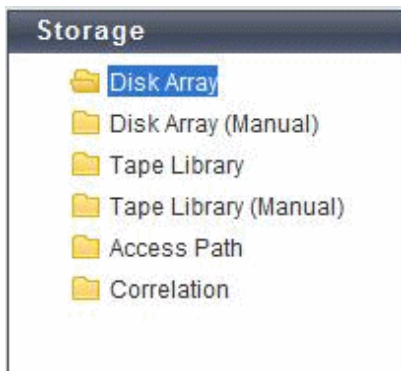 Storage
Disk Array
Disk Array (Manual)
Tape Library
Tape Library (Manual)
Access Path
Correlation